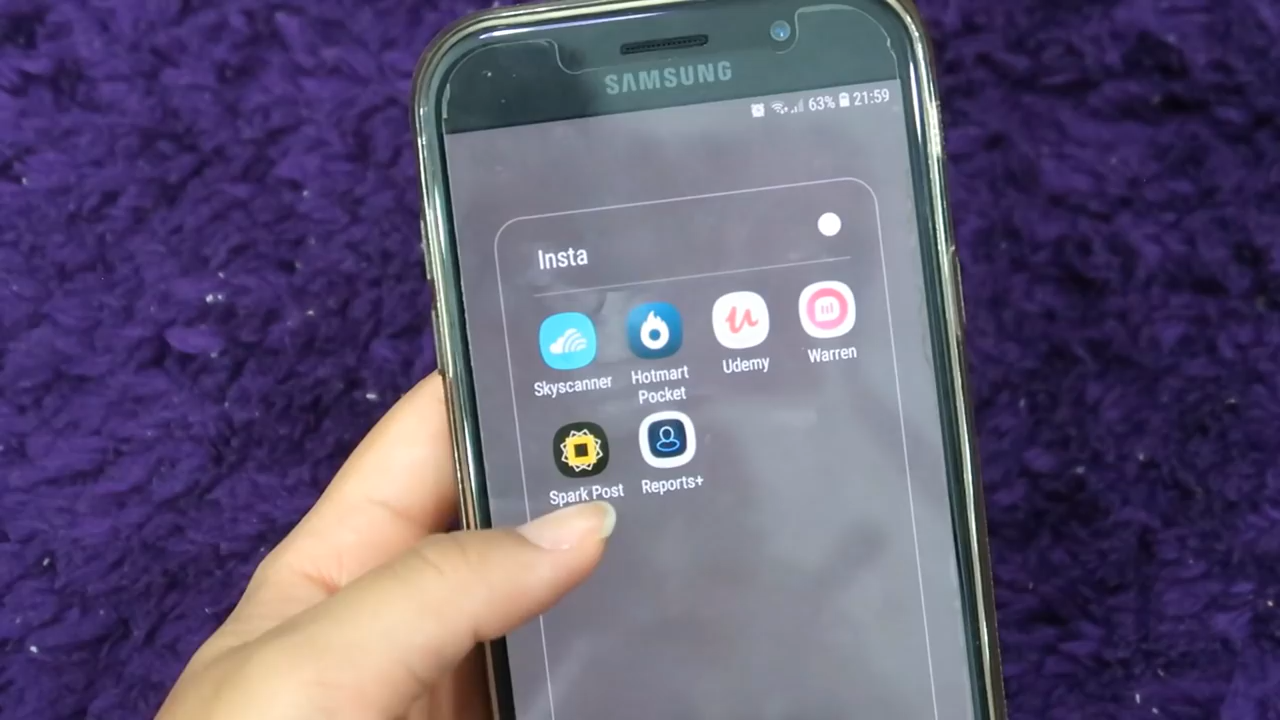 SAMSUNG
63% 21:59
Insta
Skyscanner
Hotmart
Pocket
Udemy
Warren
Spark Post
Reports+